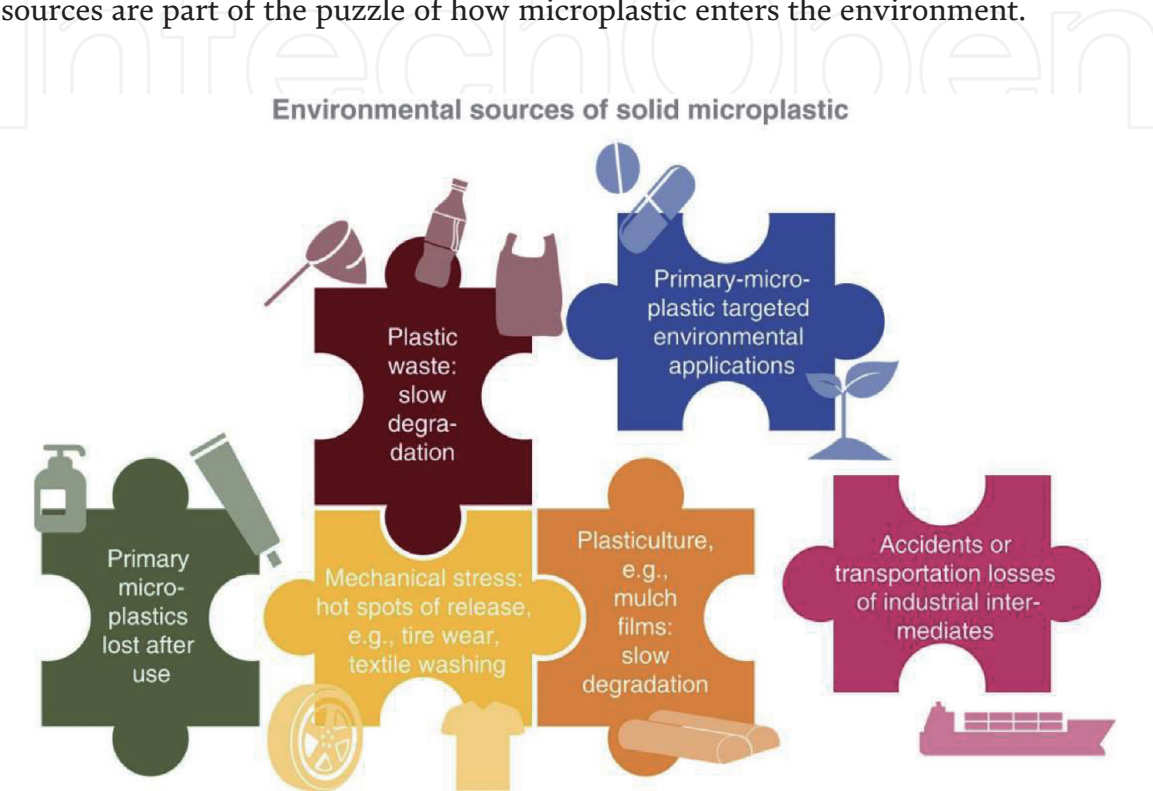 sources are part of the puzzle of how microplastic enters the environment.
IntechOpen
Environmental sources of solid microplastic
Primary-micro-
plastic targeted
environmental
applications
Plastic
waste:
slow
degra-
dation
Primary
micro-
plastics
lost after
use
Mechanical stress:
hot spots of release,
e.g., tire wear,
textile washing
Plasticulture,
e.g.,
mulch
films:
slow
degradation
Accidents or
transportation losses
of industrial inter-
mediates